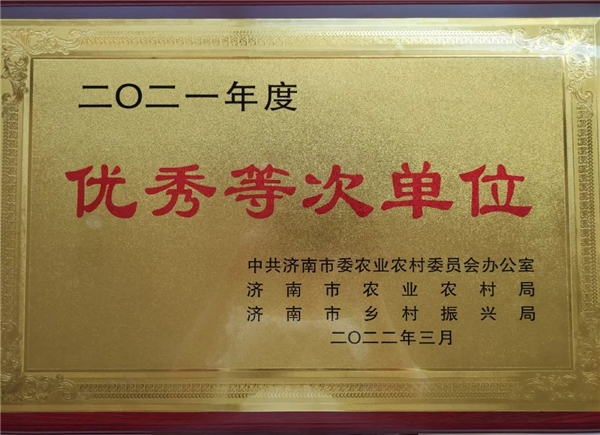 二〇二一年度
优秀等次单位
中共济南市委农业农村委员会办公室
济南市农业农村局
济南市乡村振兴局
二〇二二年三月